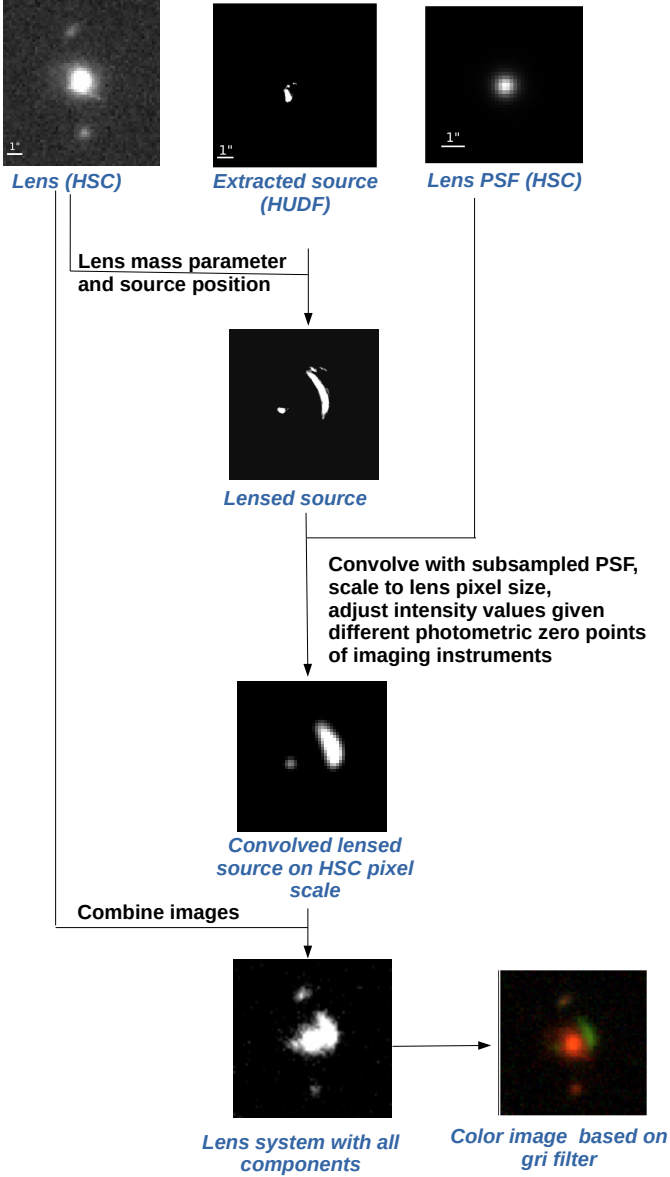 1"
1"
1"
Lens (HSC)
Extracted source
(HUDF)
Lens PSF (HSC)
Lens mass parameter
and source position
Lensed source
Convolve with subsampled PSF,
scale to lens pixel size,
adjust intensity values given
different photometric zero points
of imaging instruments
Convolved lensed
source on HSC pixel
scale
Combine images
Lens system with all
components
Color image based on
gri filter